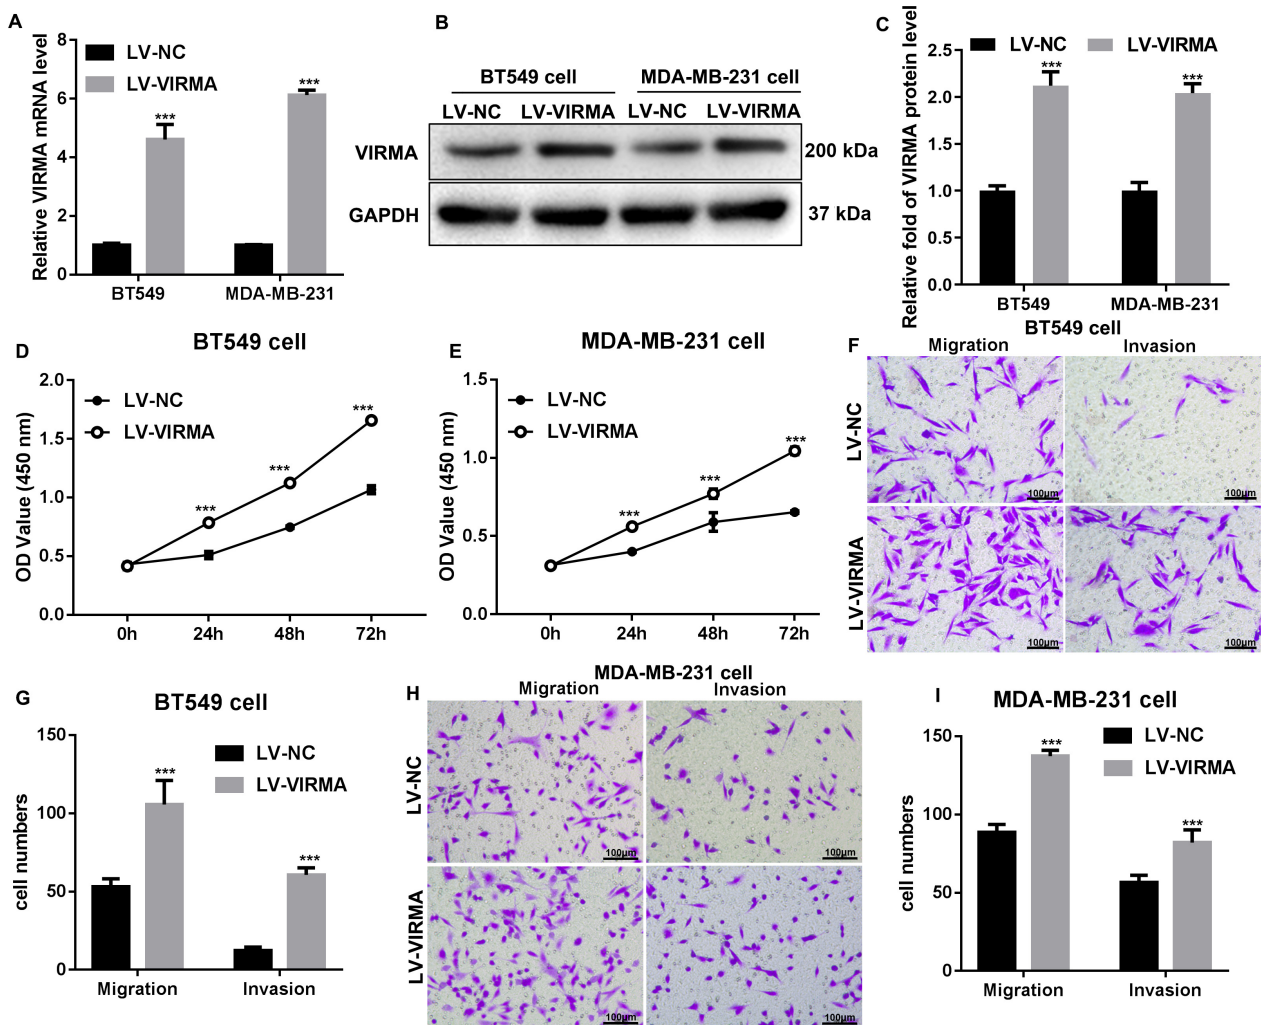 A
Relative VIRMA mRNA level
8
6
4
2
0
LV-NC
LV-VIRMA
***
***
BT549
MDA-MB-231
B
BT549 cell
MDA-MB-231 cell
LV-NC
LV-VIRMA
LV-NC
LV-VIRMA
VIRMA
200 kDa
GAPDH
37 kDa
C
Relative fold of VIRMA protein level
2.5
2.0
1.5
1.0
0.5
0.0
LV-NC
LV-VIRMA
***
***
BT549
MDA-MB-231
D
BT549 cell
OD Value (450 nm)
2.0
1.5
1.0
0.5
0.0
LV-NC
LV-VIRMA
***
***
***
0h
24h
48h
72h
E
MDA-MB-231 cell
OD Value (450 nm)
1.5
1.0
0.5
0.0
LV-NC
LV-VIRMA
***
***
***
0h
24h
48h
72h
F
BT549 cell
Migration
Invasion
LV-NC
100μm
100μm
LV-VIRMA
100μm
100μm
G
BT549 cell
cell numbers
150
100
50
0
LV-NC
LV-VIRMA
***
***
Migration
Invasion
H
MDA-MB-231 cell
Migration
Invasion
LV-NC
100μm
100μm
LV-VIRMA
100μm
100μm
I
MDA-MB-231 cell
cell numbers
150
100
50
0
LV-NC
LV-VIRMA
***
***
Migration
Invasion